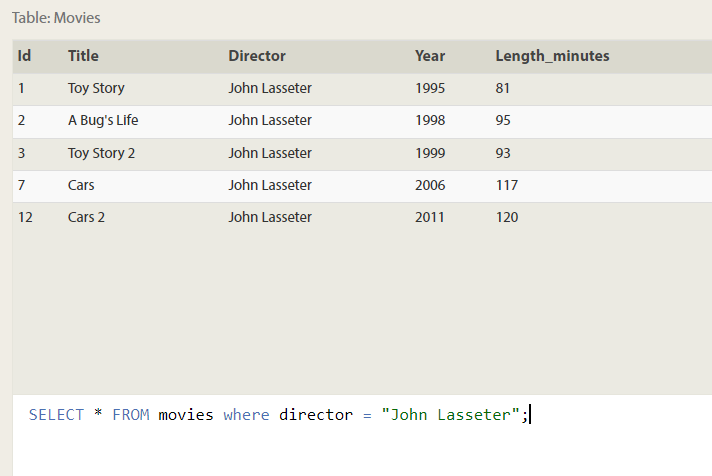 Table: Movies
Id Title Director Year Length_minutes
1 Toy Story John Lasseter 1995 81
2 A Bug's Life John Lasseter 1998 95
3 Toy Story 2 John Lasseter 1999 93
7 Cars John Lasseter 2006 117
12 Cars 2 John Lasseter 2011 120
SELECT * FROM movies where director = "John Lasseter";